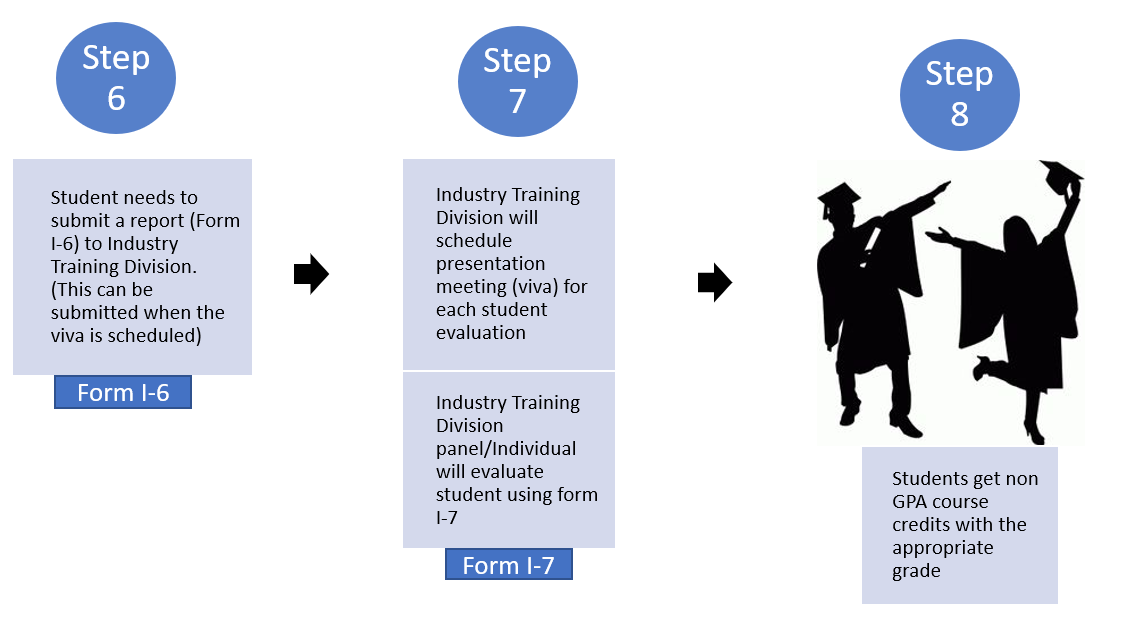 Step
6
Student needs to
submit a report (Form
I-6) to Industry
Training Division.
(This can be
submitted when the
viva is scheduled)
Form I-6
Step
7
Industry Training
Division will
schedule
presentation
meeting (viva) for
each student
evaluation
Industry Training
Division
panel/Individual
will evaluate
student using form
I-7
Form I-7
Step
8
Students get non
GPA course
credits with the
appropriate
grade